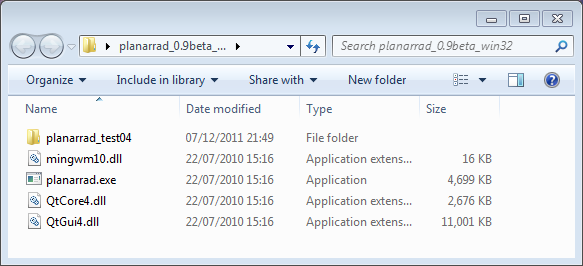 planarrad_0.9beta_... Search planarrad_0.9beta_win32
Organize Include in library Share with New folder
Name Date modified Type Size
planarrad_test04 07/12/2011 21:49 File folder
mingwm10.dll 22/07/2010 15:16 Application extens... 16 KB
planarrad.exe 22/07/2010 15:16 Application 4,699 KB
QtCore4.dll 22/07/2010 15:16 Application extens... 2,676 KB
QtGui4.dll 22/07/2010 15:16 Application extens... 11,001 KB